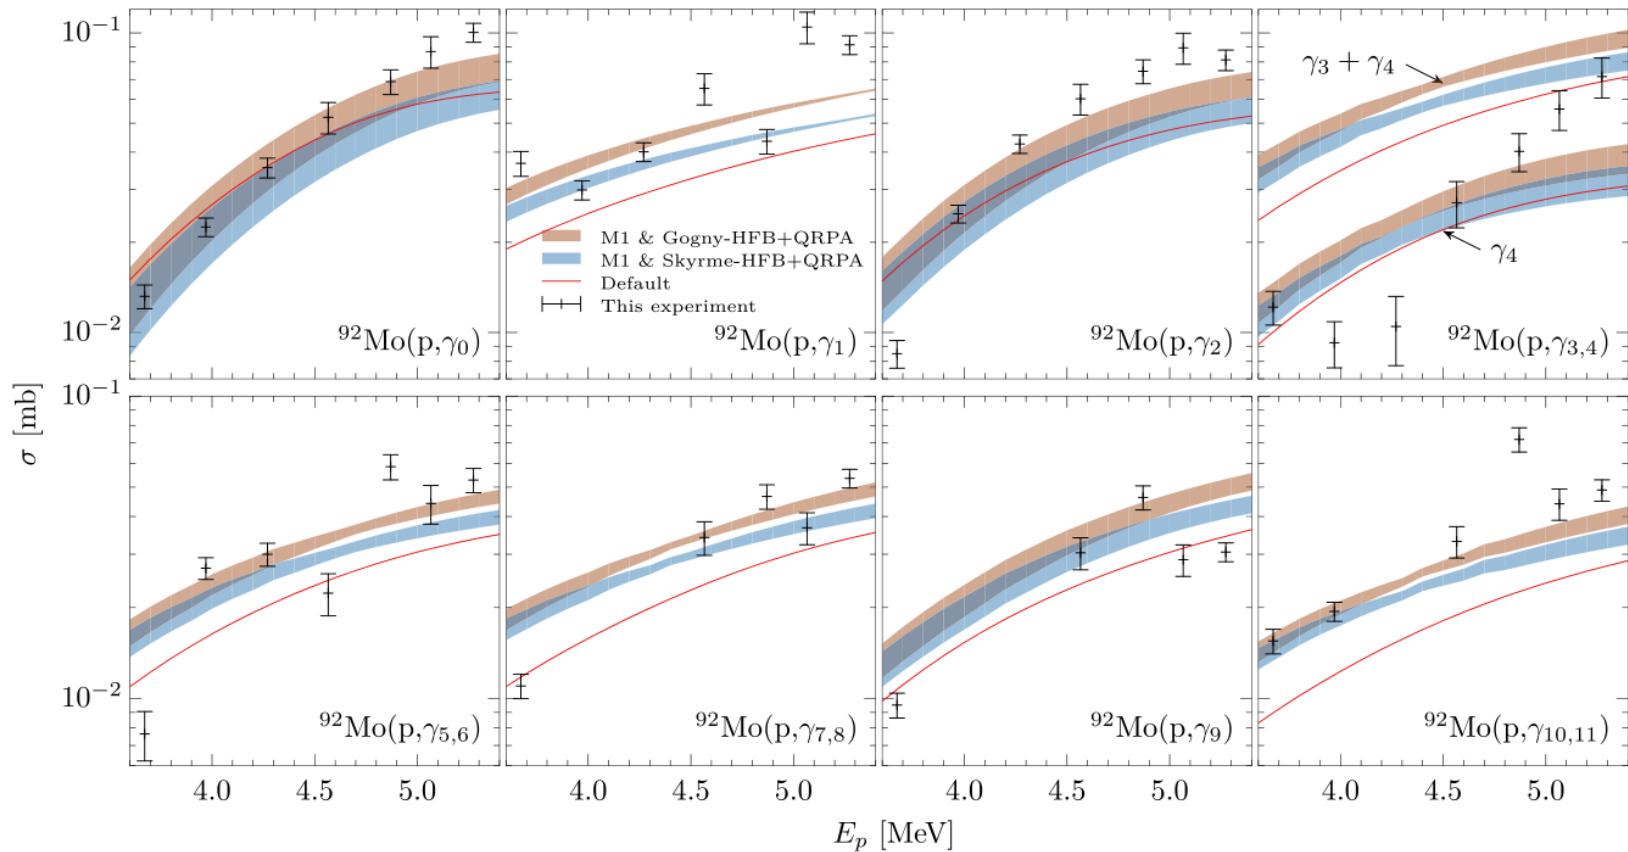 10⁻¹
γ₃ + γ₄
M1 & Gogny-HFB+QRPA
M1 & Skyrme-HFB+QRPA
Default
This experiment
γ₄
10⁻²
⁹²Mo(p,γ₀)
⁹²Mo(p,γ₁)
⁹²Mo(p,γ₂)
⁹²Mo(p,γ₃,₄)
σ [mb]
10⁻¹
10⁻²
⁹²Mo(p,γ₅,₆)
⁹²Mo(p,γ₇,₈)
⁹²Mo(p,γ₉)
⁹²Mo(p,γ₁₀,₁₁)
4.0 4.5 5.0 4.0 4.5 5.0 4.0 4.5 5.0 4.0 4.5 5.0
Eₚ [MeV]